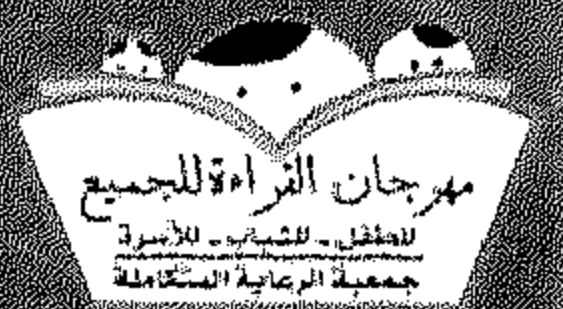 مهرجان القراءة للجميع
للطفل - للشباب - للأسرة
جمعية الرعاية المتكاملة